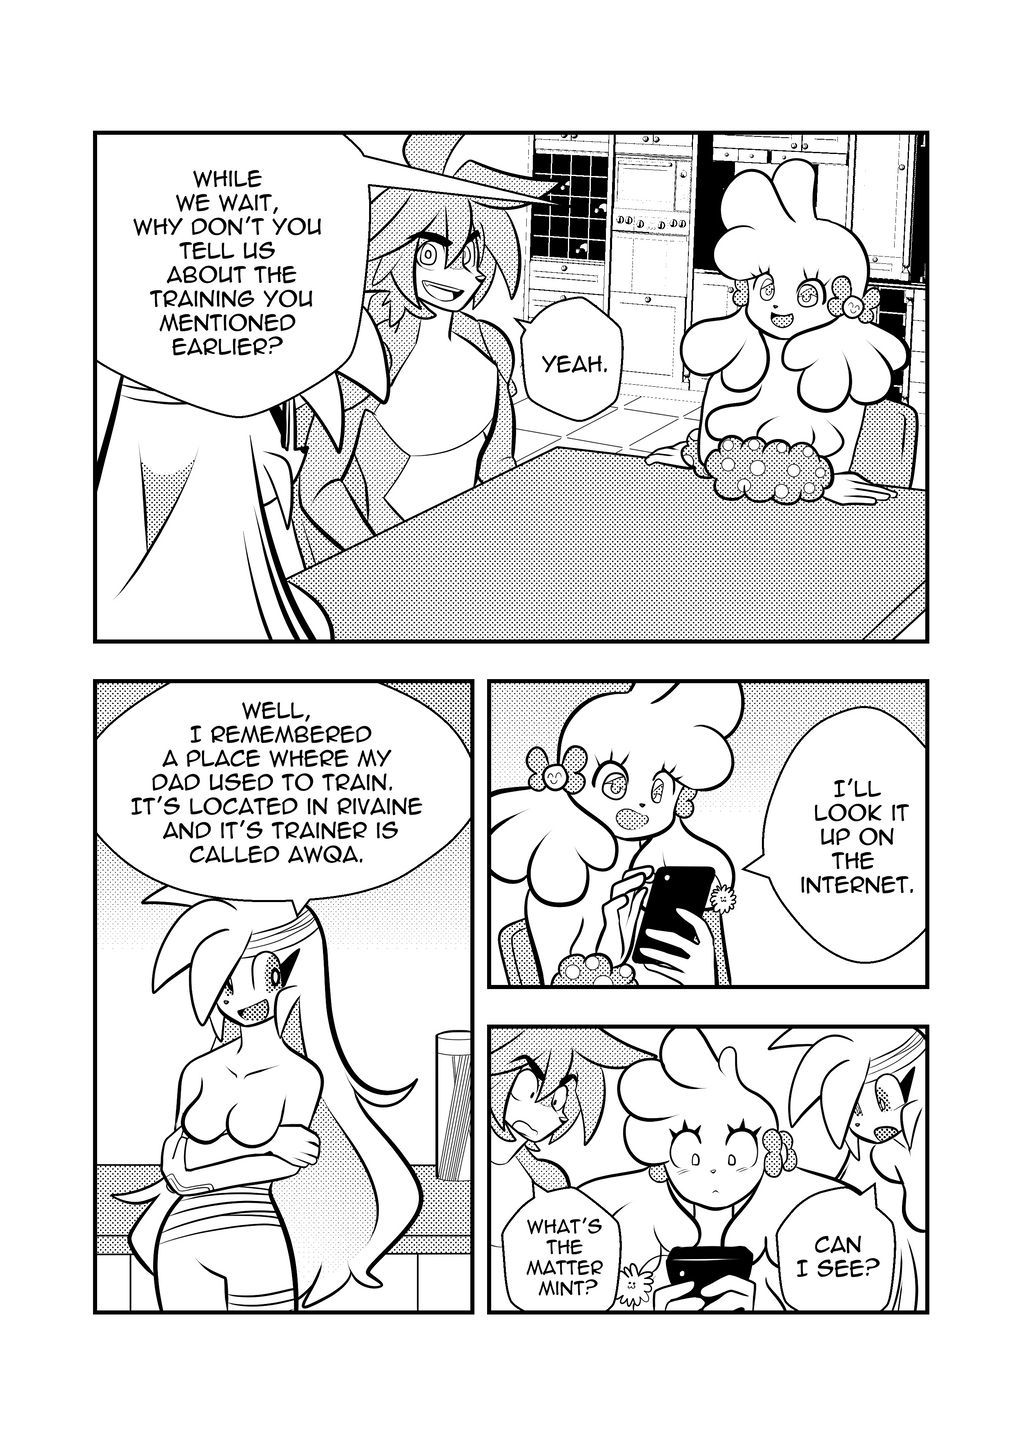 WHILE
WE WAIT,
WHY DON'T YOU
TELL US
ABOUT THE
TRAINING YOU
MENTIONED
EARLIER?
YEAH.
WELL,
I REMEMBERED
A PLACE WHERE MY
DAD USED TO TRAIN.
IT'S LOCATED IN RIVAINE
AND IT'S TRAINER IS
CALLED AWQA.
I'LL
LOOK IT
UP ON
THE
INTERNET.
WHAT'S
THE
MATTER
MINT?
CAN
I SEE?